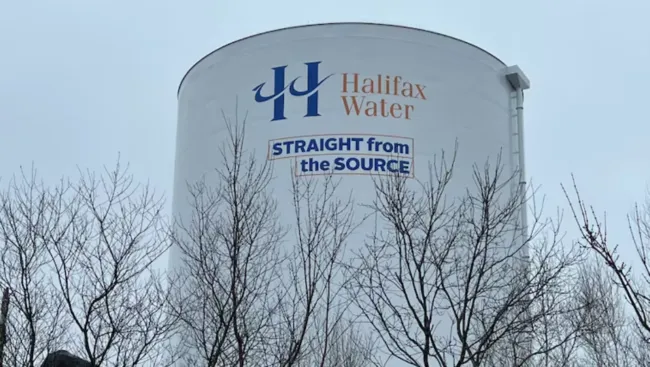 Halifax
Water
STRAIGHT from
the SOURCE